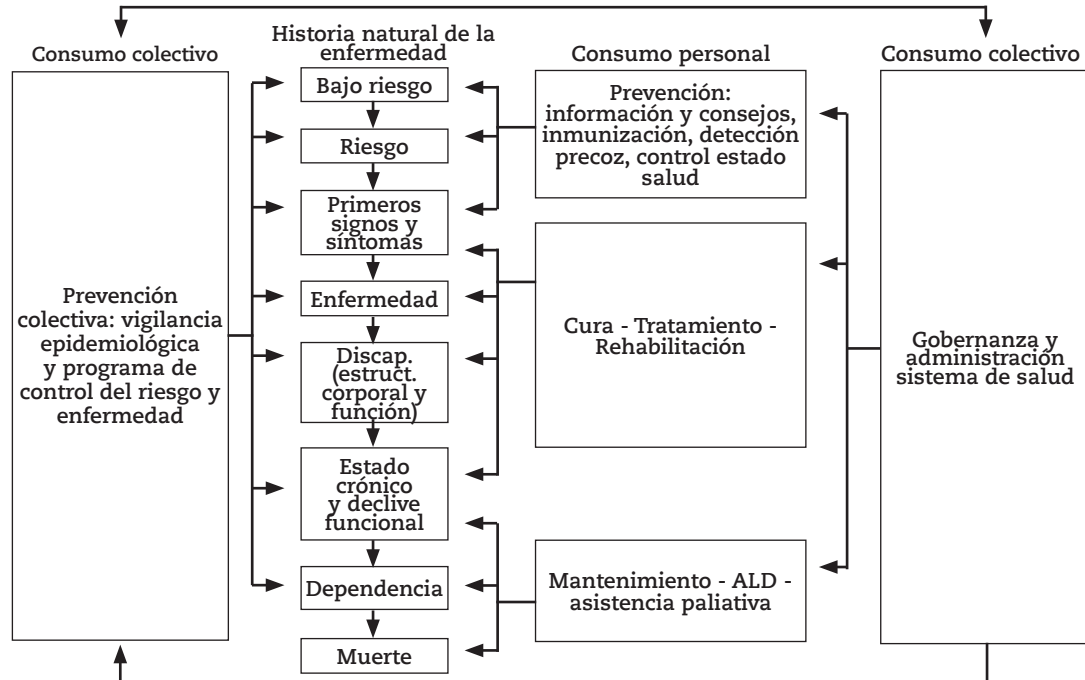 Consumo colectivo
Prevención
colectiva: vigilancia
epidemiológica
y programa de
control del riesgo y
enfermedad
Historia natural de la
enfermedad
Bajo riesgo
Riesgo
Primeros
signos y
síntomas
Enfermedad
Discap.
(estruct.
corporal y
función)
Estado
crónico
y declive
funcional
Dependencia
Muerte
Consumo personal
Prevención:
información y consejos,
inmunización, detección
precoz, control estado
salud
Cura - Tratamiento -
Rehabilitación
Mantenimiento - ALD -
asistencia paliativa
Consumo colectivo
Gobernanza y
administración
sistema de salud